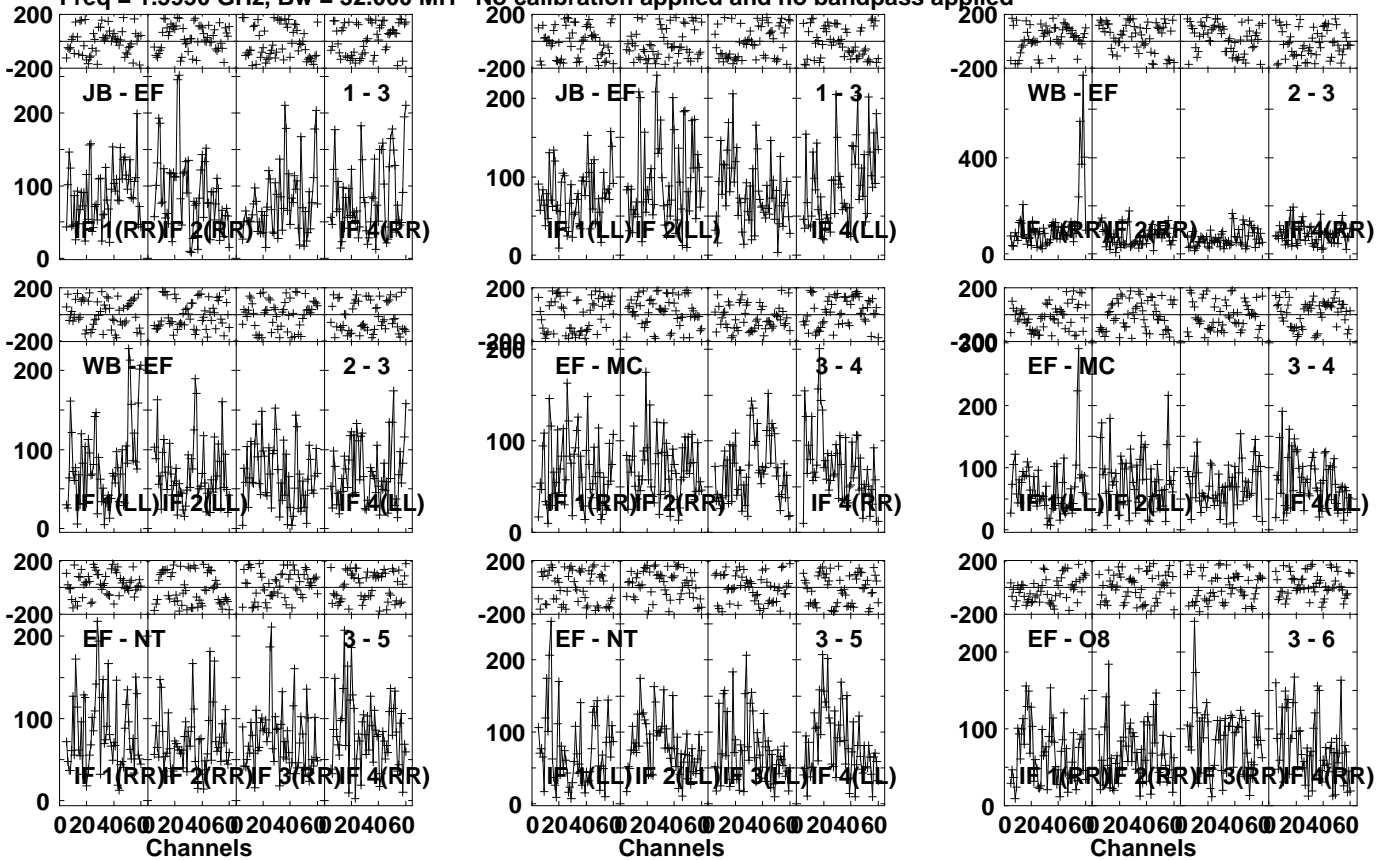 Freq = 1.5950 GHz, Bw = 32.000 MH No calibration applied and no bandpass applied
200
-200
JB - EF
1 - 3
200
100
0
IF 1(RR)
IF 2(RR)
IF 4(RR)
200
-200
JB - EF
1 - 3
200
100
0
IF 1(LL)
IF 2(LL)
IF 4(LL)
200
-200
WB - EF
2 - 3
400
0
IF 1(RR)
IF 2(RR)
IF 4(RR)
200
-200
WB - EF
2 - 3
200
100
0
IF 1(LL)
IF 2(LL)
IF 4(LL)
200
-200
200
EF - MC
3 - 4
100
0
IF 1(RR)
IF 2(RR)
IF 4(RR)
200
-200
300
EF - MC
3 - 4
200
100
0
IF 1(LL)
IF 2(LL)
IF 4(LL)
200
-200
EF - NT
3 - 5
200
100
0
IF 1(RR)
IF 2(RR)
IF 3(RR)
IF 4(RR)
0 20 40 60 0 20 40 60 0 20 40 60 0 20 40 60
Channels
200
-200
EF - NT
3 - 5
200
100
0
IF 1(LL)
IF 2(LL)
IF 3(LL)
IF 4(LL)
0 20 40 60 0 20 40 60 0 20 40 60 0 20 40 60
Channels
200
-200
EF - O8
3 - 6
200
100
0
IF 1(RR)
IF 2(RR)
IF 3(RR)
IF 4(RR)
0 20 40 60 0 20 40 60 0 20 40 60 0 20 40 60
Channels